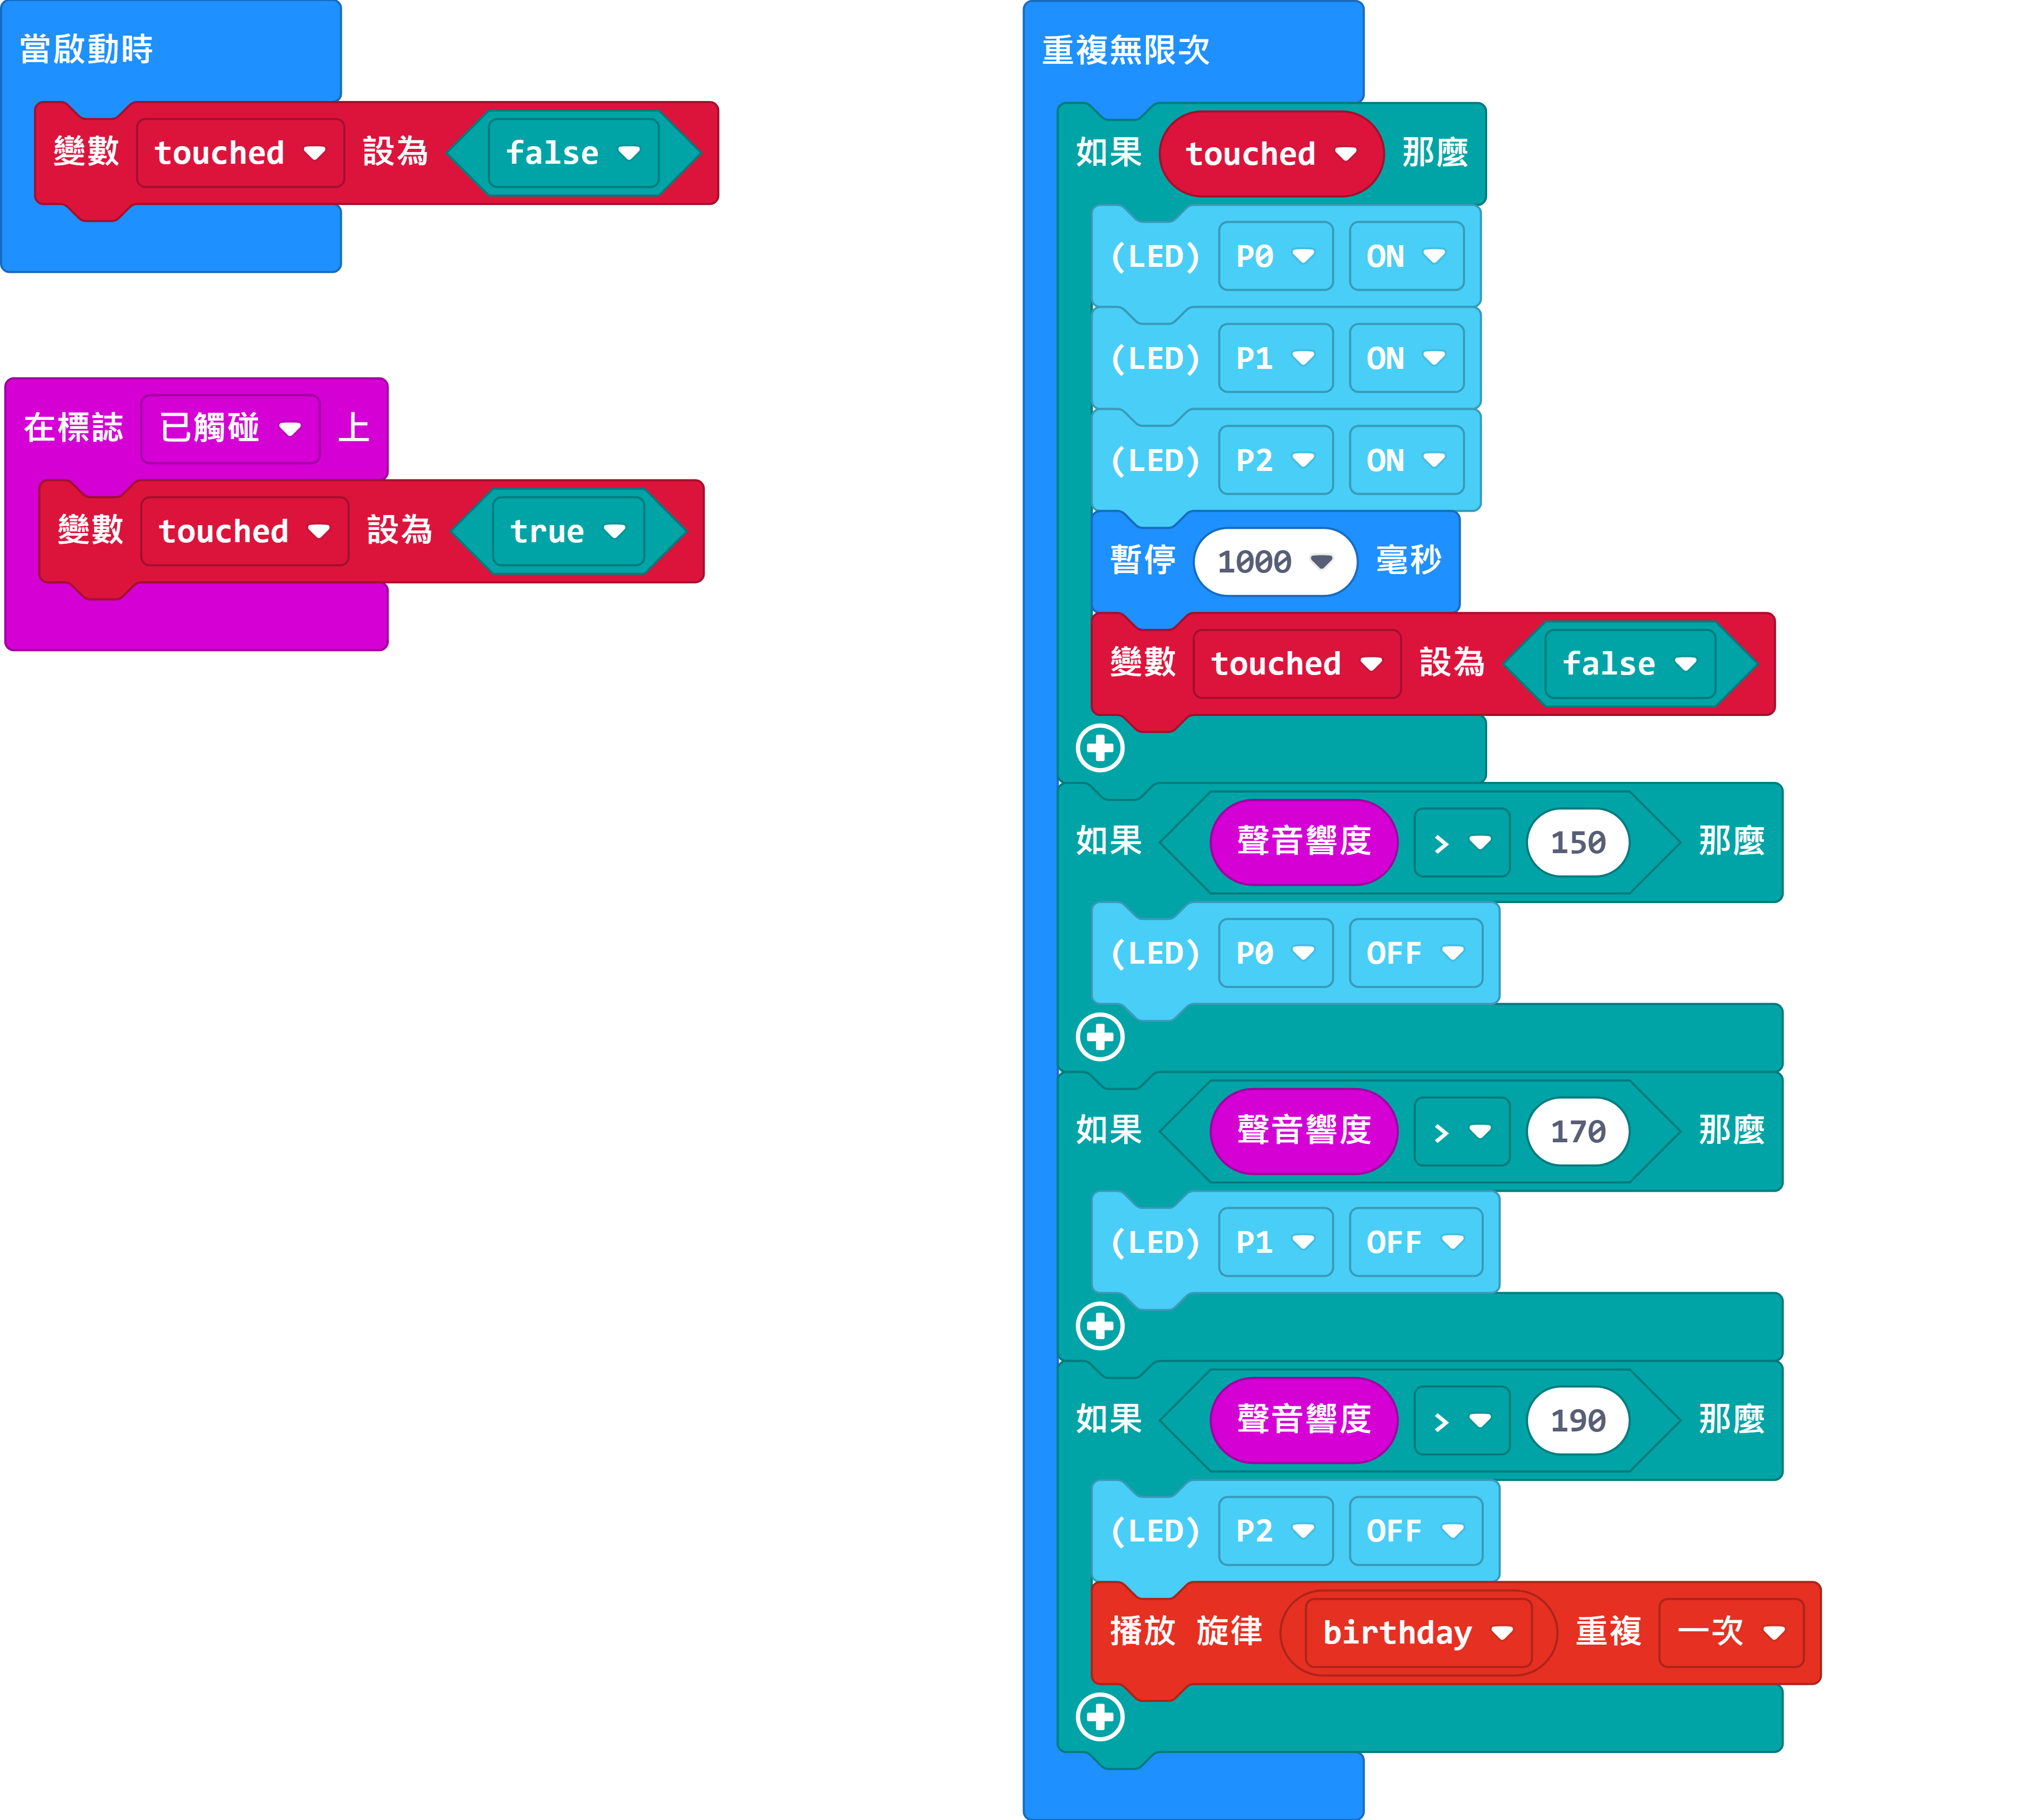 當啟動時
變數 touched 設為 false
在標誌 已觸碰 上
變數 touched 設為 true
重複無限次
如果 touched 那麼
(LED) P0 ON
(LED) P1 ON
(LED) P2 ON
暫停 1000 毫秒
變數 touched 設為 false
如果 聲音響度 > 150 那麼
(LED) P0 OFF
如果 聲音響度 > 170 那麼
(LED) P1 OFF
如果 聲音響度 > 190 那麼
(LED) P2 OFF
播放 旋律 birthday 重複 一次